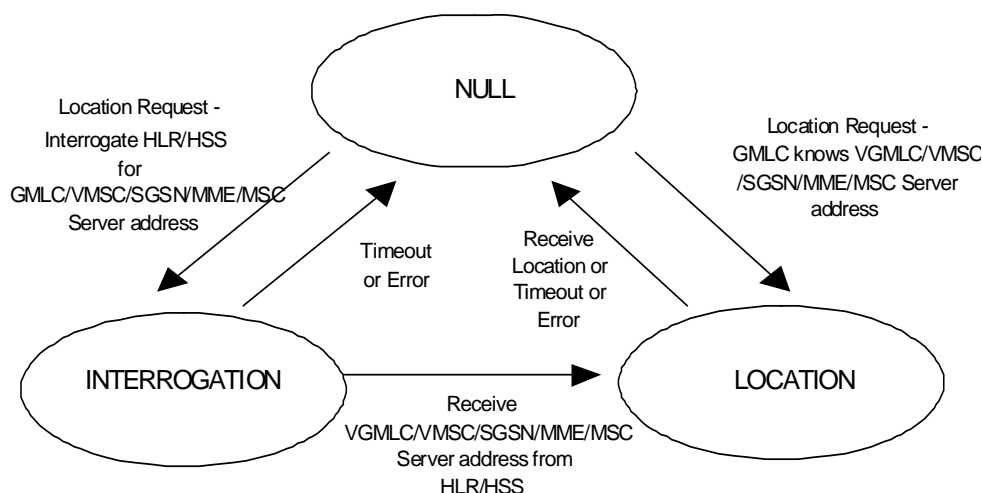 NULL
Location Request -
Interrogate HLR/HSS
for
GMLC/VMSC/SGSN/MME/MSC
Server address
Location Request -
GMLC knows VGMLC/VMSC
/SGSN/MME/MSC Server
address
Timeout
or Error
Receive
Location or
Timeout or
Error
INTERROGATION
LOCATION
Receive
VGMLC/VMSC/SGSN/MME/MSC
Server address from
HLR/HSS